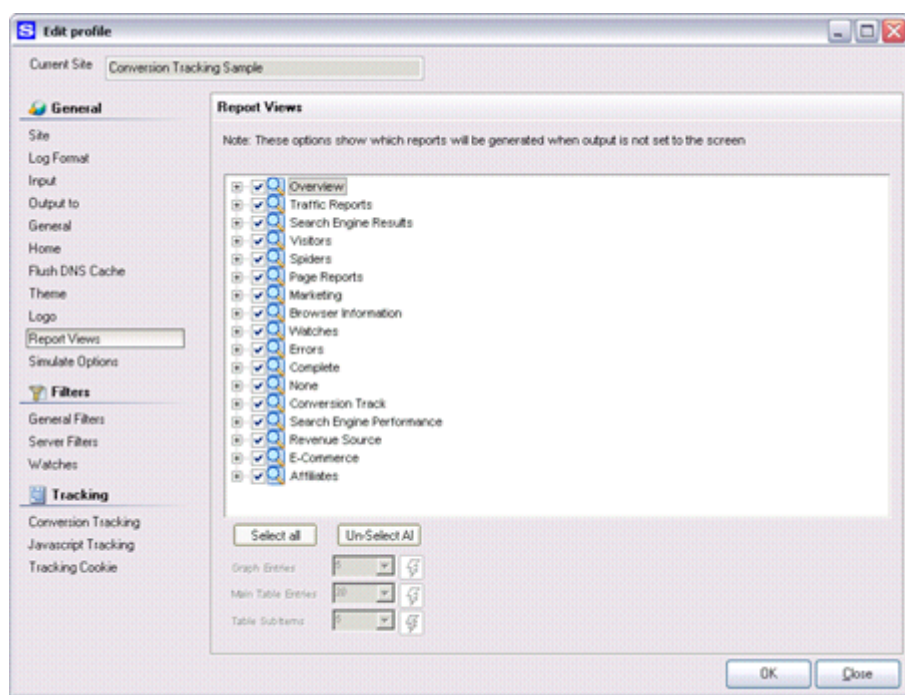 S Edit profile
Current Site Conversion Tracking Sample
General
Site
Log Format
Input
Output to
General
Home
Flush DNS Cache
Theme
Logo
Report Views
Simulate Options
Filters
General Filters
Server Filters
Watches
Tracking
Conversion Tracking
Javascript Tracking
Tracking Cookie
Report Views
Note: These options show which reports will be generated when output is not set to the screen
Overview
Traffic Reports
Search Engine Results
Visitors
Spiders
Page Reports
Marketing
Browser Information
Watches
Errors
Complete
None
Conversion Track
Search Engine Performance
Revenue Source
E-Commerce
Affiliates
Select all Un-Select Al
Graph Entries 5
Main Table Entries 20
Table SubItems 5
OK Close